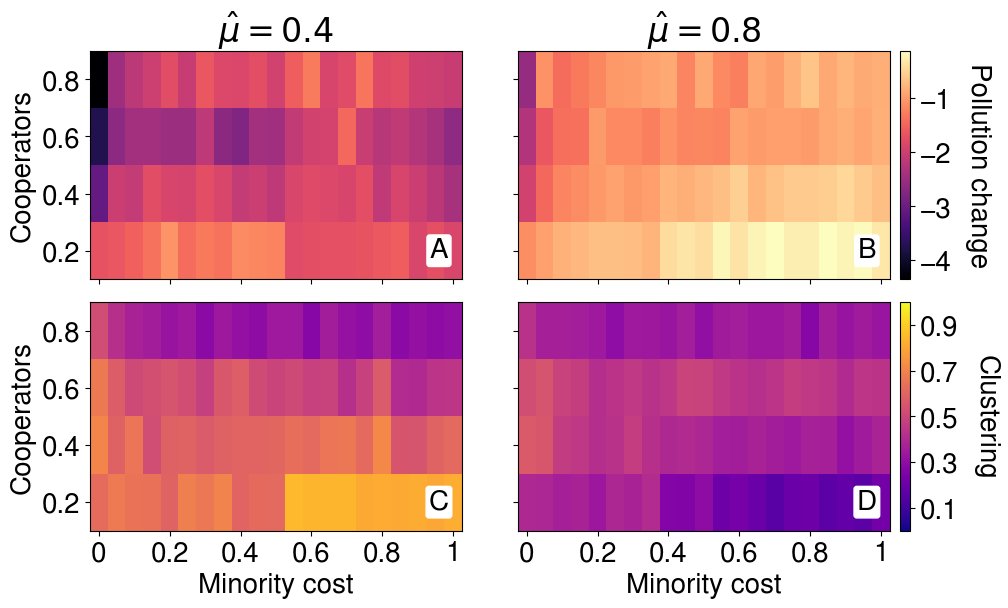 μ̂ = 0.4
μ̂ = 0.8
Cooperators
0.8
0.6
0.4
0.2
A
B
−1
−2
−3
−4
Pollution change
Cooperators
0.8
0.6
0.4
0.2
C
D
0.9
0.7
0.5
0.3
0.1
Clustering
0 0.2 0.4 0.6 0.8 1
0 0.2 0.4 0.6 0.8 1
Minority cost
Minority cost